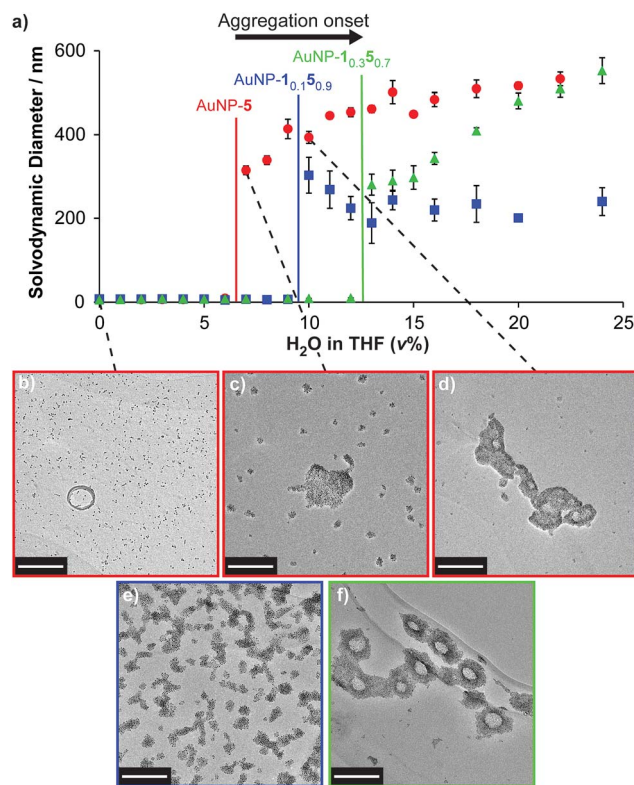 a)
Aggregation onset
600
AuNP-1₀.₃5₀.₇
AuNP-1₀.₁5₀.₉
AuNP-5
400
200
0
Solvodynamic Diameter / nm
0 5 10 15 20 25
H₂O in THF (v%)
b)
c)
d)
e)
f)